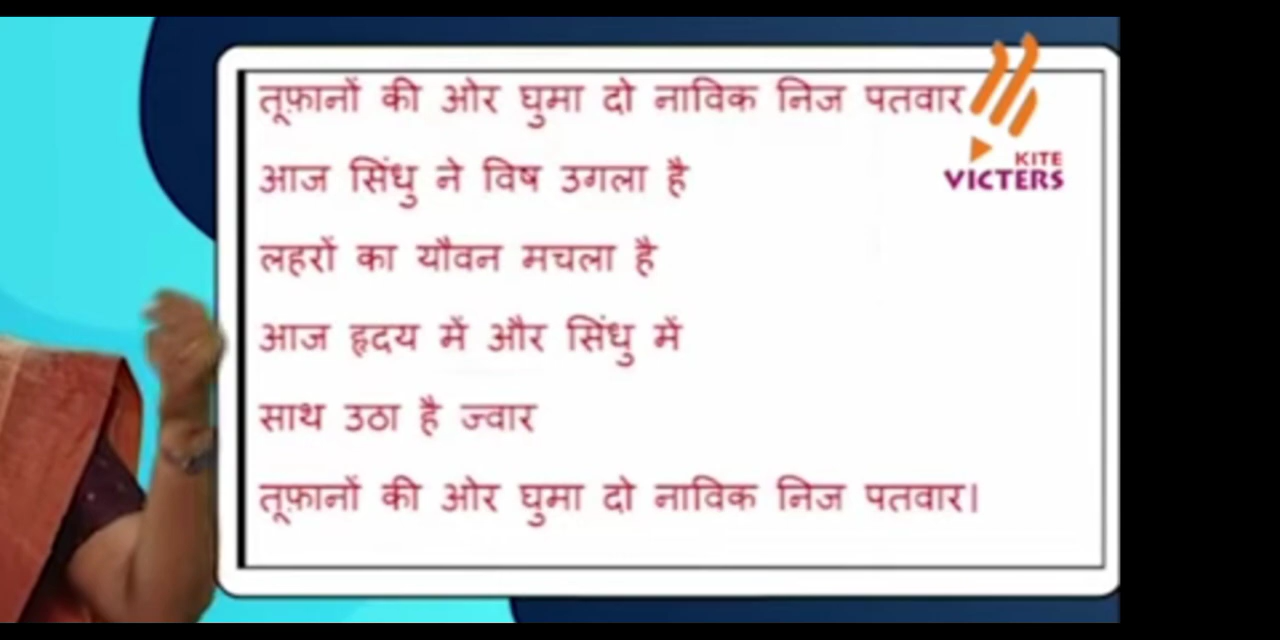 तूफ़ानों की ओर घुमा दो नाविक निज पतवार
आज सिंधु ने विष उगला है
लहरों का यौवन मचला है
आज हृदय में और सिंधु में
साथ उठा है ज्वार
तूफ़ानों की ओर घुमा दो नाविक निज पतवार।
KITE
VICTERS